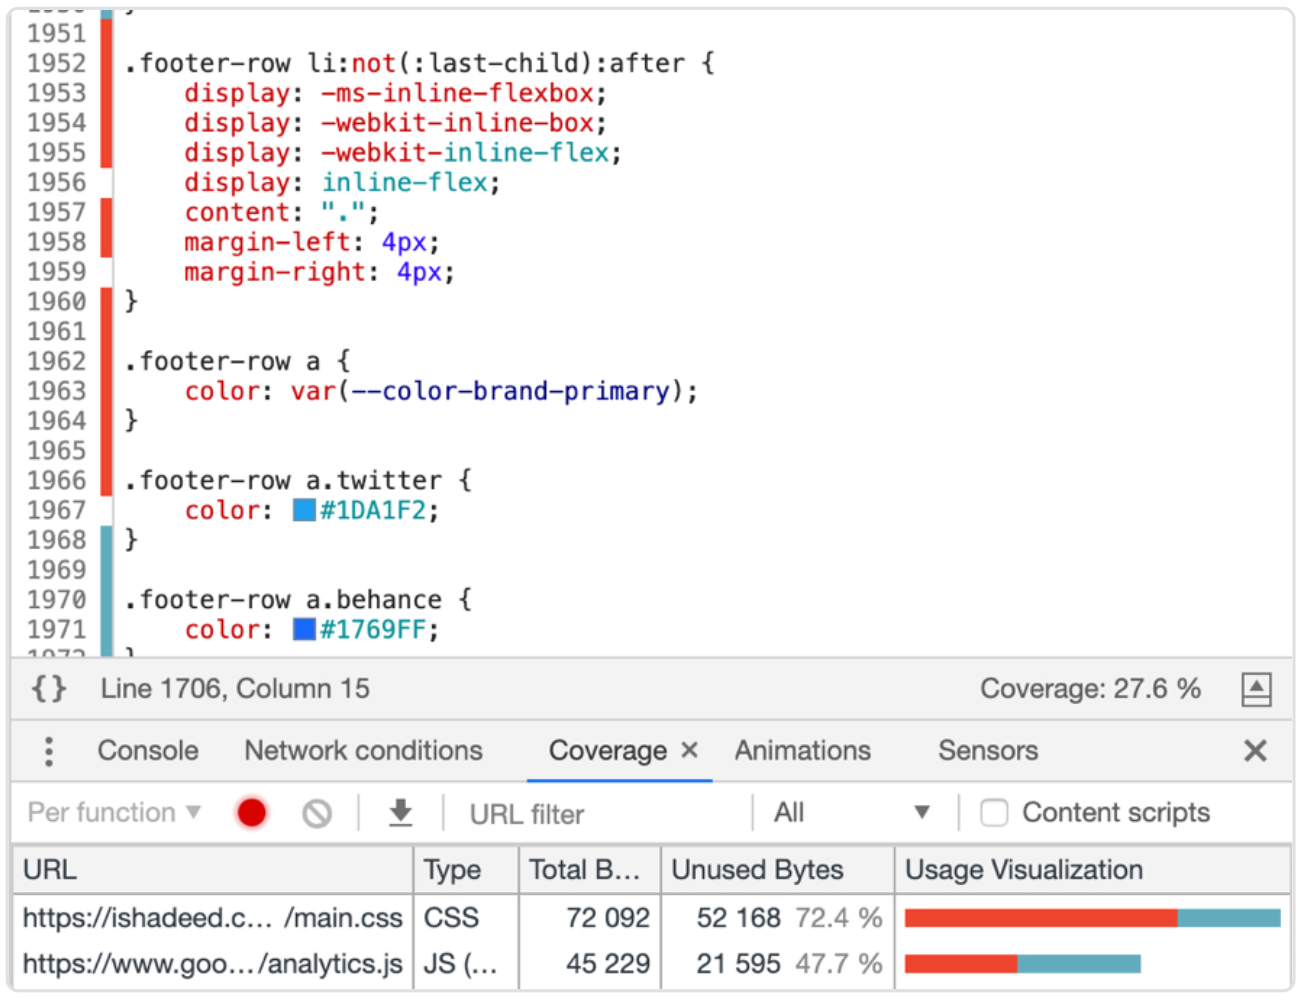 1951
1952 .footer-row li:not(:last-child):after {
1953 display: -ms-inline-flexbox;
1954 display: -webkit-inline-box;
1955 display: -webkit-inline-flex;
1956 display: inline-flex;
1957 content: ".";
1958 margin-left: 4px;
1959 margin-right: 4px;
1960 }
1961
1962 .footer-row a {
1963 color: var(--color-brand-primary);
1964 }
1965
1966 .footer-row a.twitter {
1967 color: #1DA1F2;
1968 }
1969
1970 .footer-row a.behance {
1971 color: #1769FF;
{} Line 1706, Column 15 Coverage: 27.6 %
Console Network conditions Coverage × Animations Sensors ×
Per function ▼ URL filter All ▼ Content scripts
URL Type Total B... Unused Bytes Usage Visualization
https://ishadeed.c... /main.css CSS 72 092 52 168 72.4 %
https://www.goo.../analytics.js JS (... 45 229 21 595 47.7 %